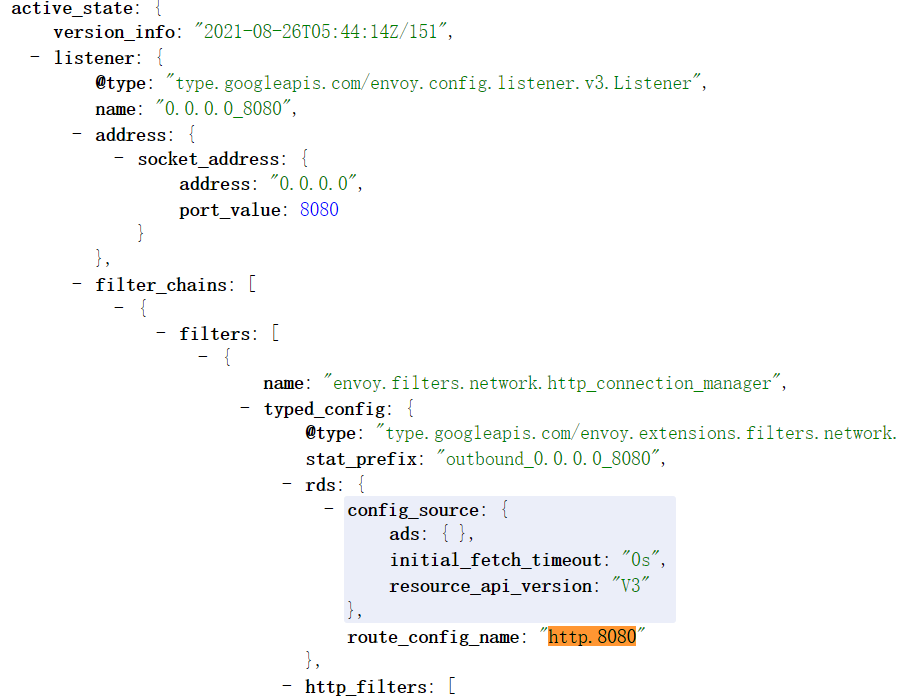 active_state: {
version_info: "2021-08-26T05:44:14Z/151",
- listener: {
@type: "type.googleapis.com/envoy.config.listener.v3.Listener",
name: "0.0.0.0_8080",
- address: {
- socket_address: {
address: "0.0.0.0",
port_value: 8080
}
},
- filter_chains: [
- {
- filters: [
- {
name: "envoy.filters.network.http_connection_manager",
- typed_config: {
@type: "type.googleapis.com/envoy.extensions.filters.network.
stat_prefix: "outbound_0.0.0.0_8080",
- rds: {
- config_source: {
ads: { },
initial_fetch_timeout: "0s",
resource_api_version: "V3"
},
route_config_name: "http.8080"
},
- http_filters: [